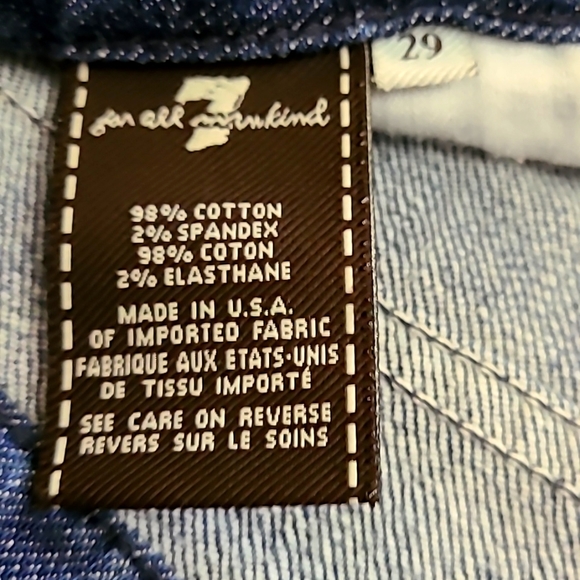 29
7
for all mankind
98% COTTON
2% SPANDEX
98% COTON
2% ELASTHANE
MADE IN U.S.A.
OF IMPORTED FABRIC
FABRIQUE AUX ETATS-UNIS
DE TISSU IMPORTÉ
SEE CARE ON REVERSE
REVERS SUR LE SOINS